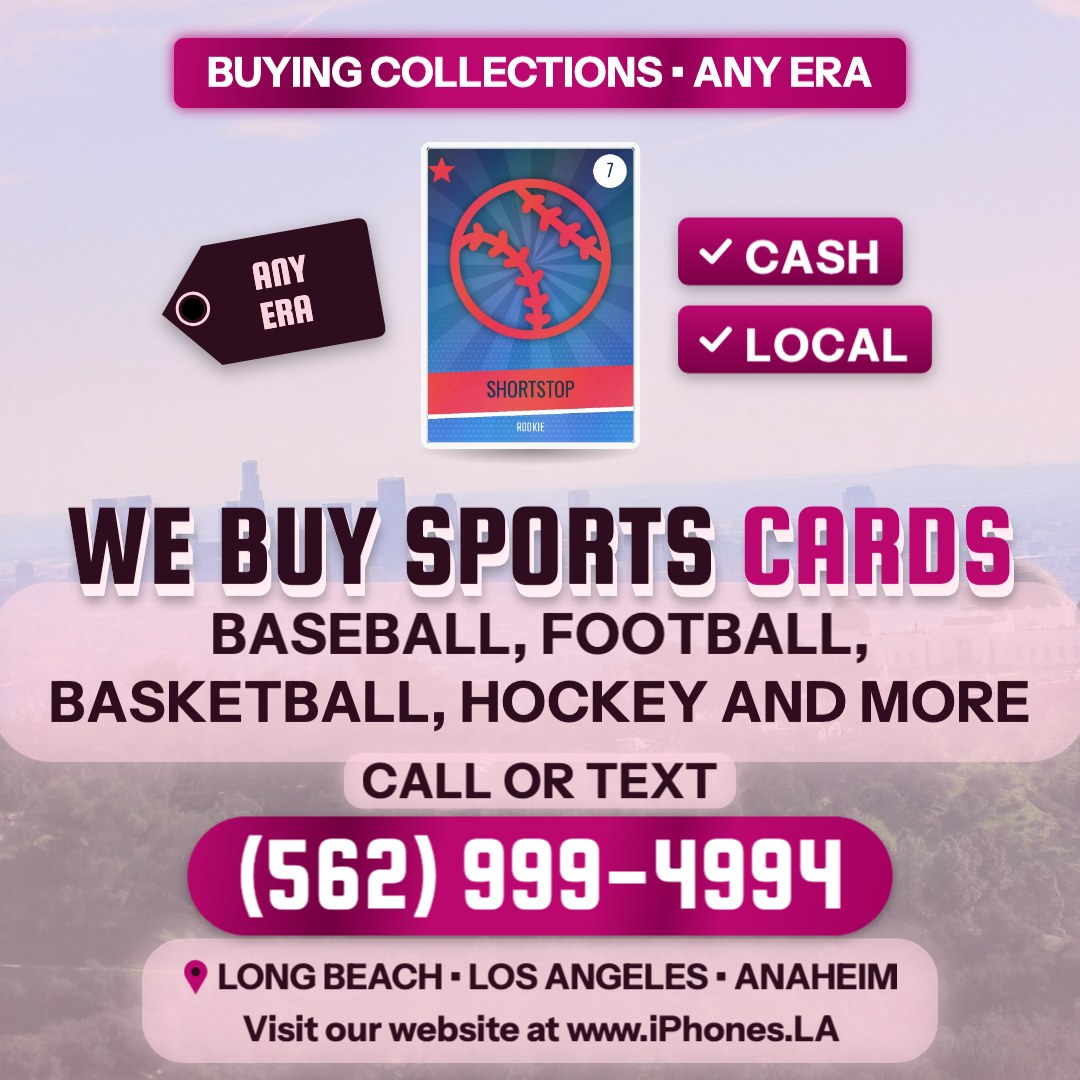 BUYING COLLECTIONS ▪ ANY ERA
ANY
ERA
7
SHORTSTOP
ROOKIE
✓ CASH
✓ LOCAL
WE BUY SPORTS CARDS
BASEBALL, FOOTBALL,
BASKETBALL, HOCKEY AND MORE
CALL OR TEXT
(562) 999-4994
LONG BEACH ▪ LOS ANGELES ▪ ANAHEIM
Visit our website at www.iPhones.LA